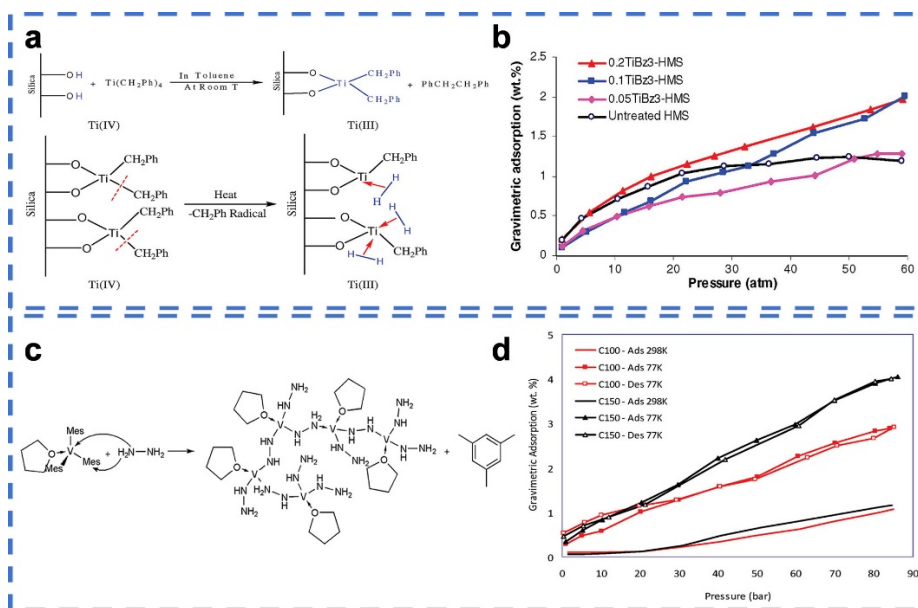 a
Silica
OH
OH
+ Ti(CH2Ph)4
In Toluene
At Room T
Silica
O
O
Ti
CH2Ph
CH2Ph
+ PhCH2CH2Ph
Ti(IV)
Ti(III)
Silica
O
O
Ti
CH2Ph
CH2Ph
O
O
Ti
CH2Ph
CH2Ph
Ti(IV)
Heat
-CH2Ph Radical
Silica
O
O
Ti
CH2Ph
H
H
H
H
O
O
Ti
CH2Ph
H
H
Ti(III)
b
Gravimetric adsorption (wt.%)
2.5
2
1.5
1
0.5
0
0.2TiBz3-HMS
0.1TiBz3-HMS
0.05TiBz3-HMS
Untreated HMS
0 10 20 30 40 50 60
Pressure (atm)
c
Mes
O
V
Mes
Mes
+ H2N-NH2
NH2
HN
O
V
NH
NH
V
O
H2N
N
H
V
NH2
HN
NH2
HN
O
N
H
H2
N
V
O
NH2
HN
N
H
H
N
V
NH2
HN
HN
NH2
O
+
d
Gravimetric Adsorption (wt. %)
5
4
3
2
1
0
C100 - Ads 298K
C100 - Ads 77K
C100 - Des 77K
C150 - Ads 298K
C150 - Ads 77K
C150 - Des 77K
0 10 20 30 40 50 60 70 80 90
Pressure (bar)